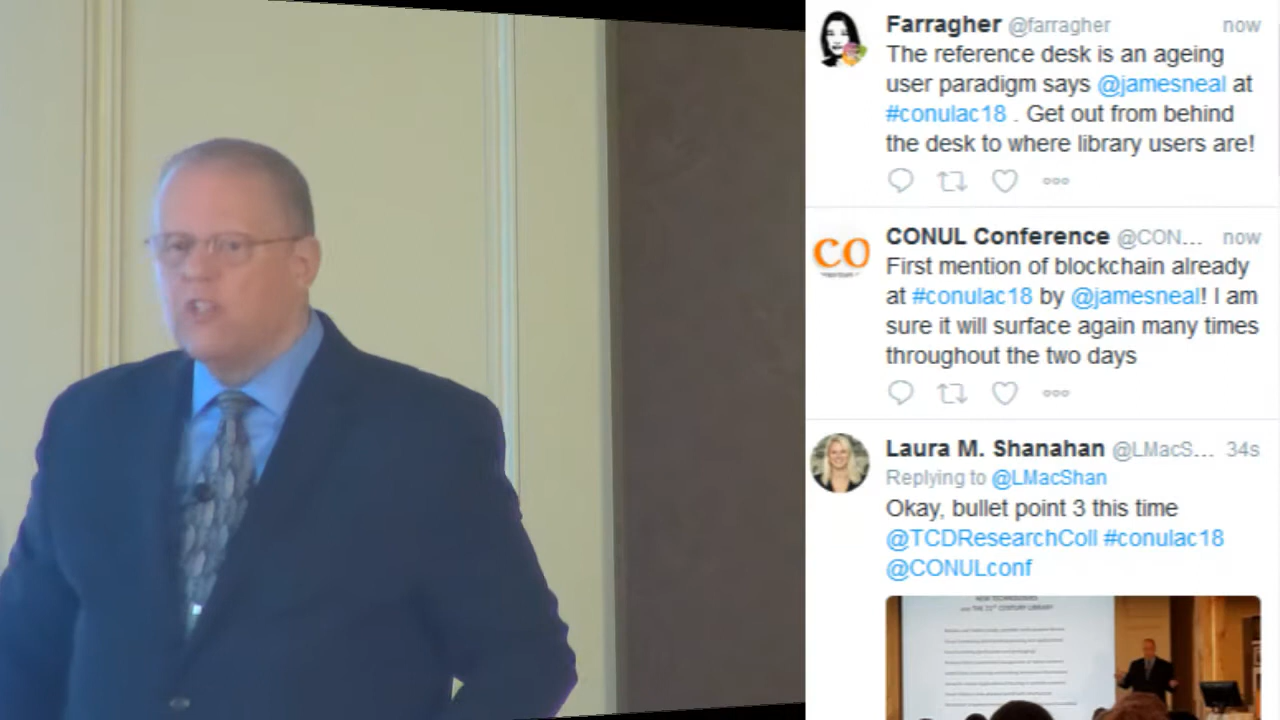 Farragher @farragher now
The reference desk is an ageing
user paradigm says @jamesneal at
#conulac18 . Get out from behind
the desk to where library users are!
CONUL Conference @CON... now
CO
First mention of blockchain already
at #conulac18 by @jamesneal! I am
sure it will surface again many times
throughout the two days
Laura M. Shanahan @LMacS... 34s
Replying to @LMacShan
Okay, bullet point 3 this time
@TCDResearchColl #conulac18
@CONULconf
NEW TECHNOLOGIES
and THE 21ST CENTURY LIBRARY